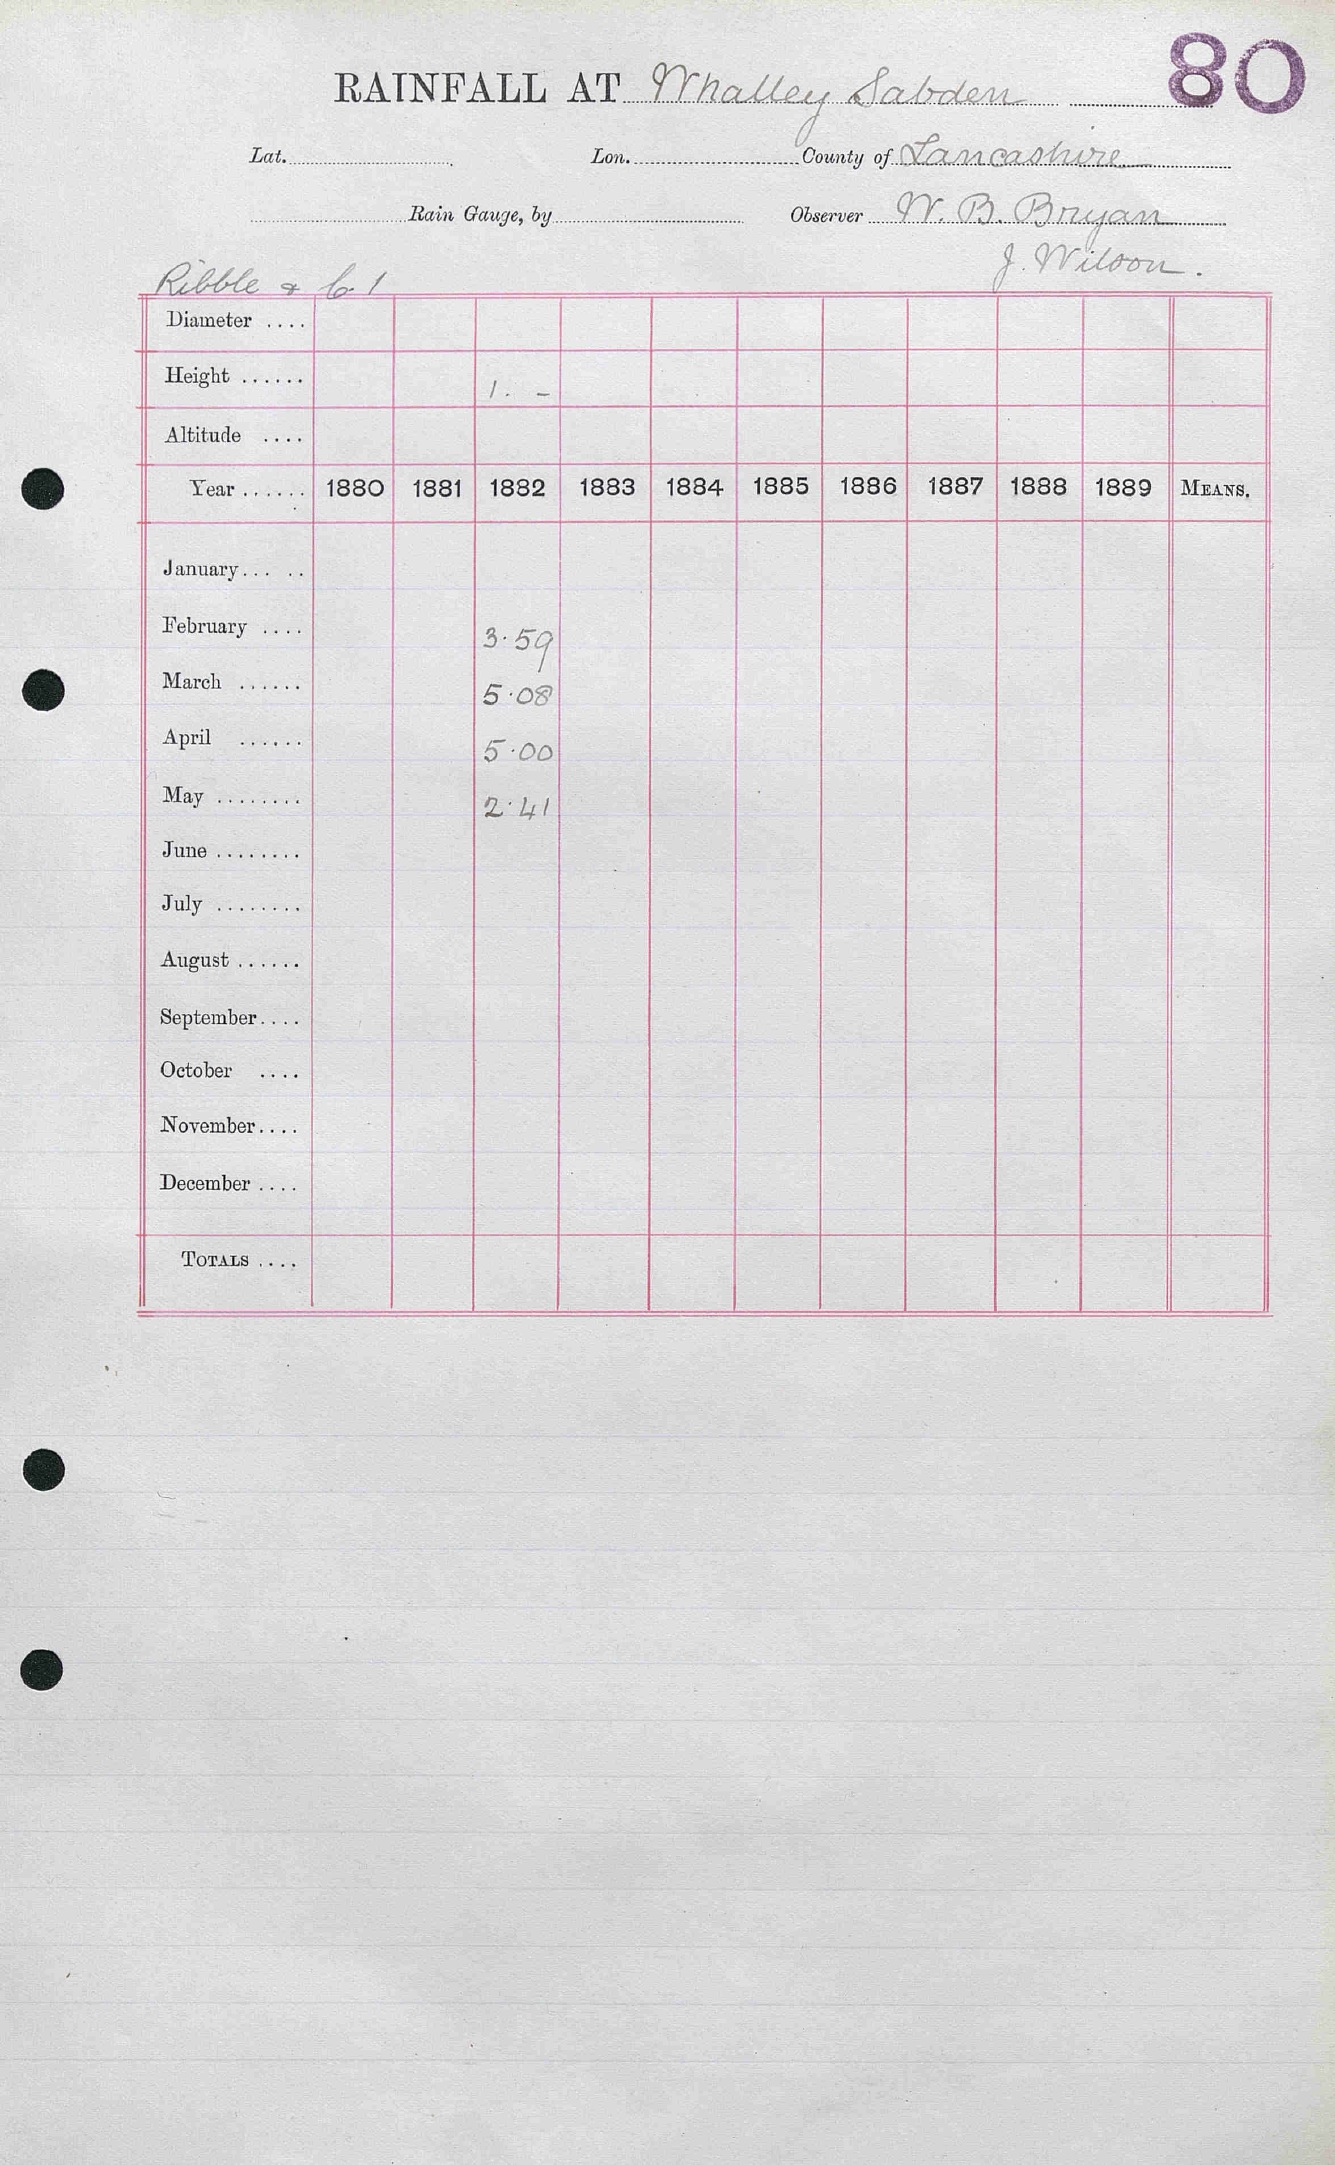 80
RAINFALL AT Whalley Sabden
Lat. Lon. County of Lancashire
Rain Gauge, by Observer W. B. Bryan
J. Wilson.
Ribble & C. 1
Diameter ....
Height ...... 1. -
Altitude ....
Year ...... 1880 1881 1882 1883 1884 1885 1886 1887 1888 1889 MEANS.
January... ..
February .... 3.59
March ...... 5.08
April ...... 5.00
May ........ 2.41
June ........
July ........
August ......
September....
October ....
November....
December ....
TOTALS ....